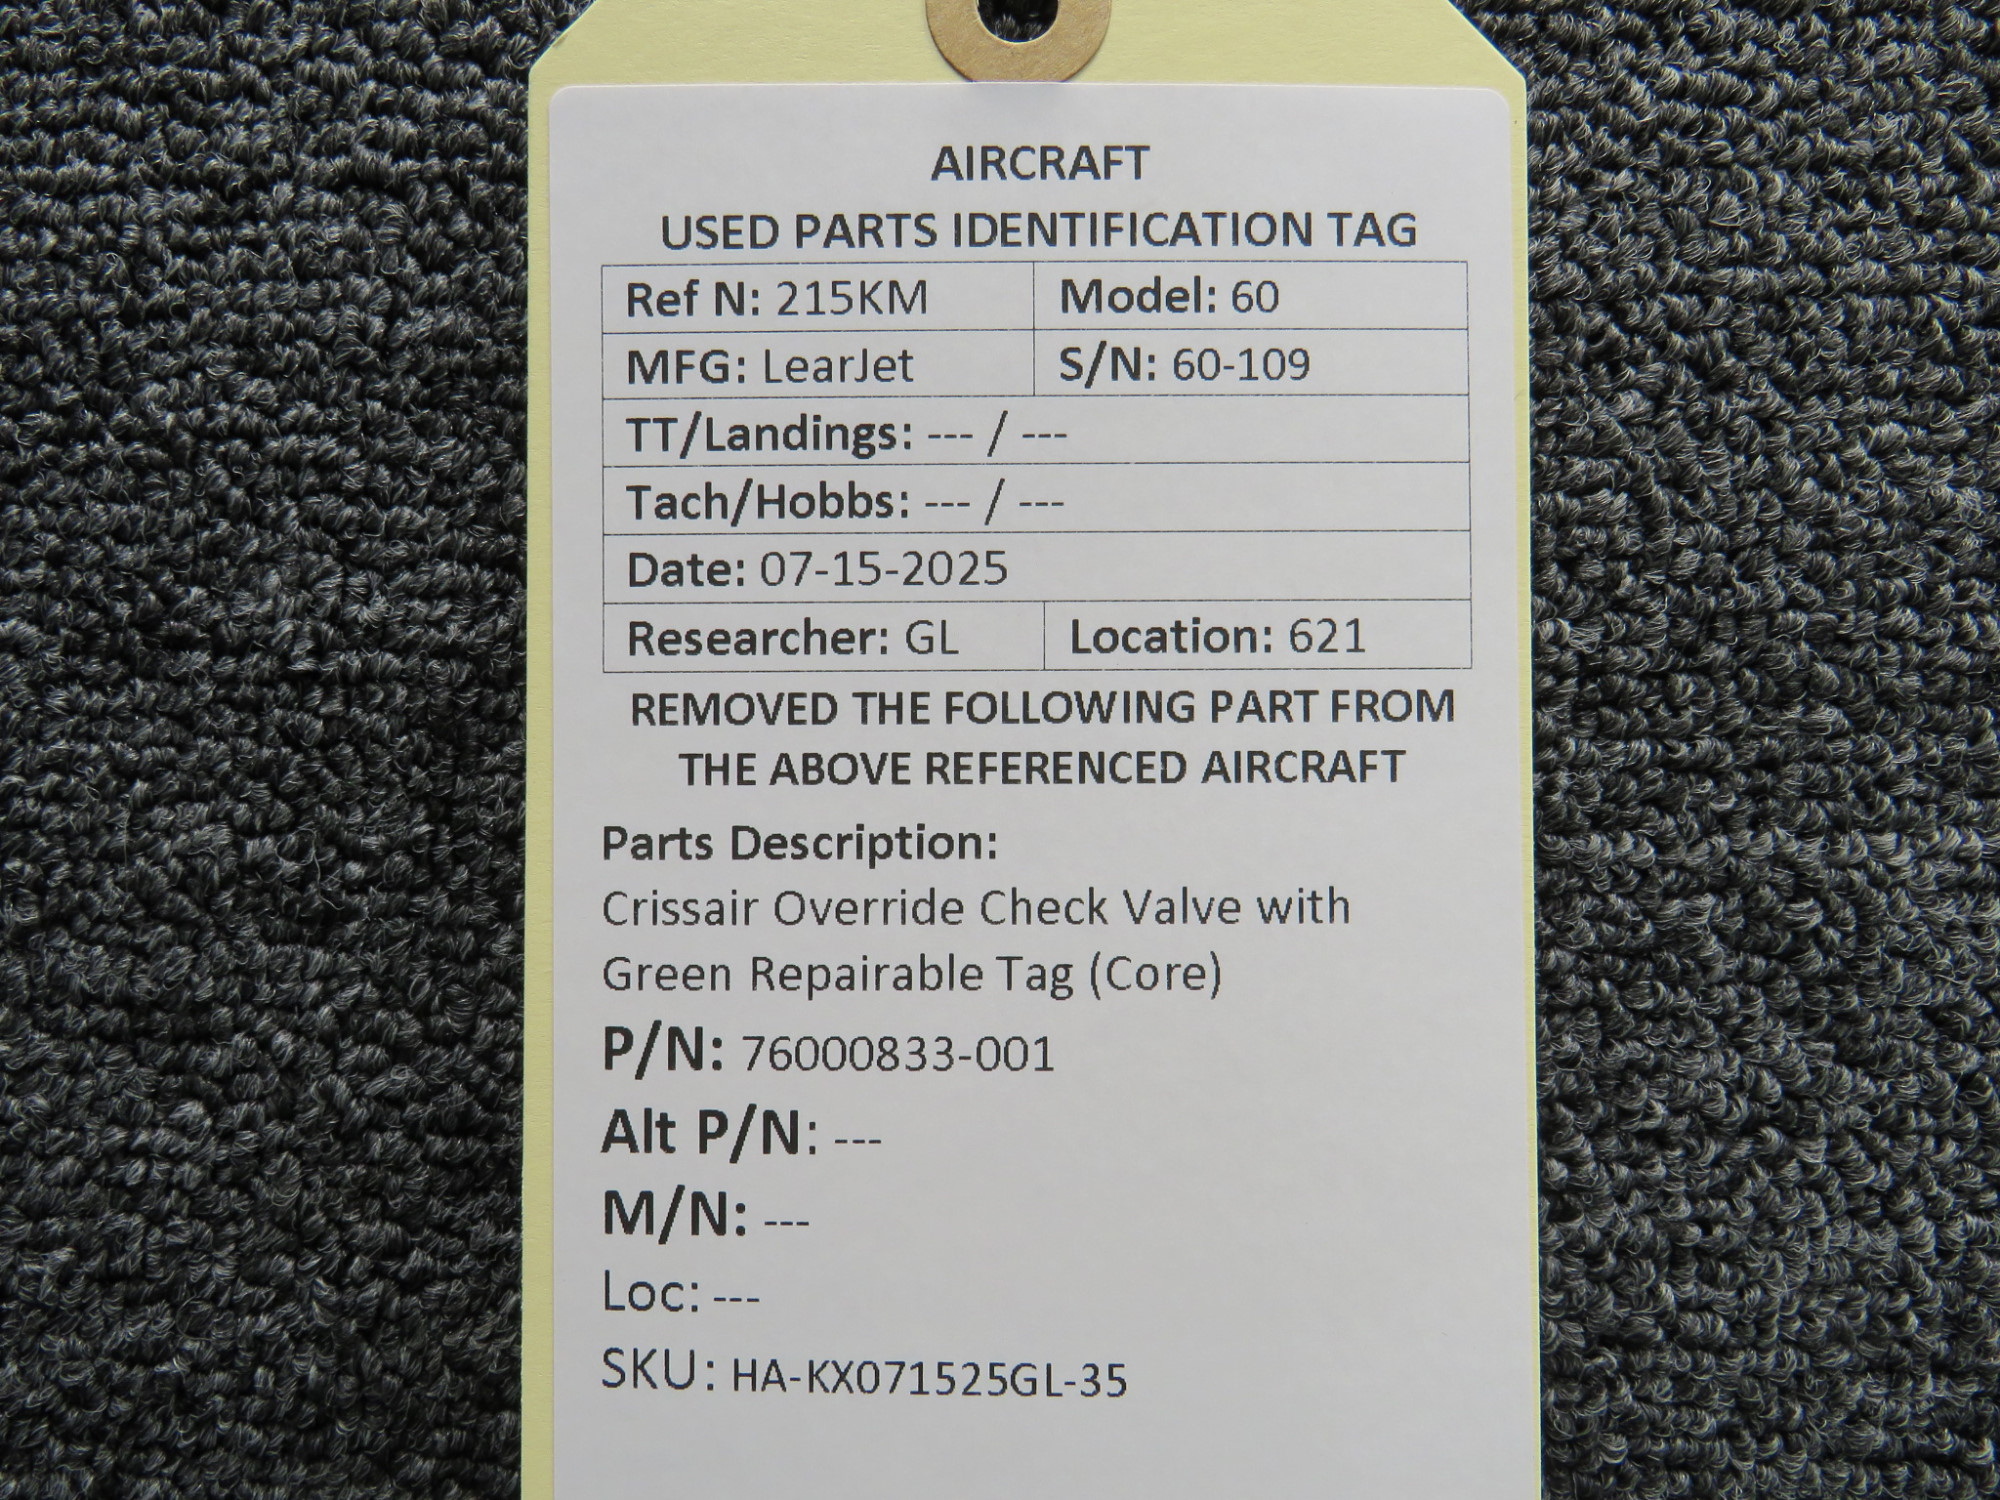 AIRCRAFT
USED PARTS IDENTIFICATION TAG
Ref N: 215KM Model: 60
MFG: LearJet S/N: 60-109
TT/Landings: --- / ---
Tach/Hobbs: --- / ---
Date: 07-15-2025
Researcher: GL Location: 621
REMOVED THE FOLLOWING PART FROM
THE ABOVE REFERENCED AIRCRAFT
Parts Description:
Crissair Override Check Valve with
Green Repairable Tag (Core)
P/N: 76000833-001
Alt P/N: ---
M/N: ---
Loc: ---
SKU: HA-KX071525GL-35